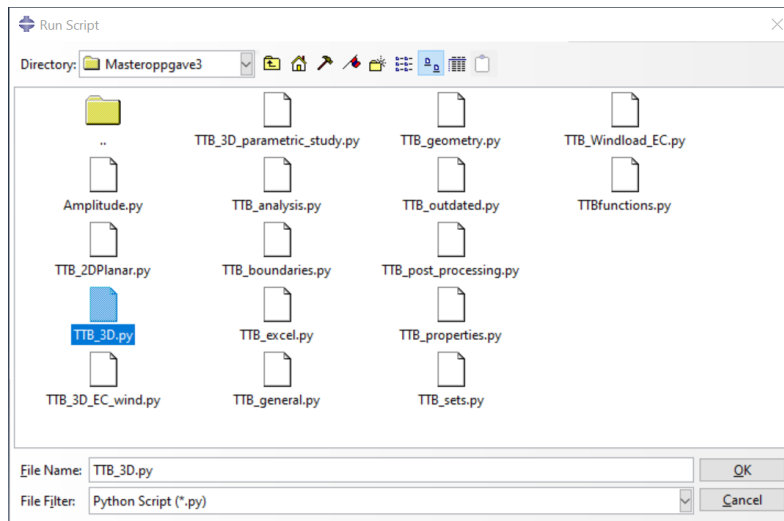 Run Script
Directory: Masteroppgave3
.. TTB_3D_parametric_study.py TTB_geometry.py TTB_Windload_EC.py
Amplitude.py TTB_analysis.py TTB_outdated.py TTBfunctions.py
TTB_2DPlanar.py TTB_boundaries.py TTB_post_processing.py
TTB_3D.py TTB_excel.py TTB_properties.py
TTB_3D_EC_wind.py TTB_general.py TTB_sets.py
File Name: TTB_3D.py OK
File Filter: Python Script (*.py) Cancel